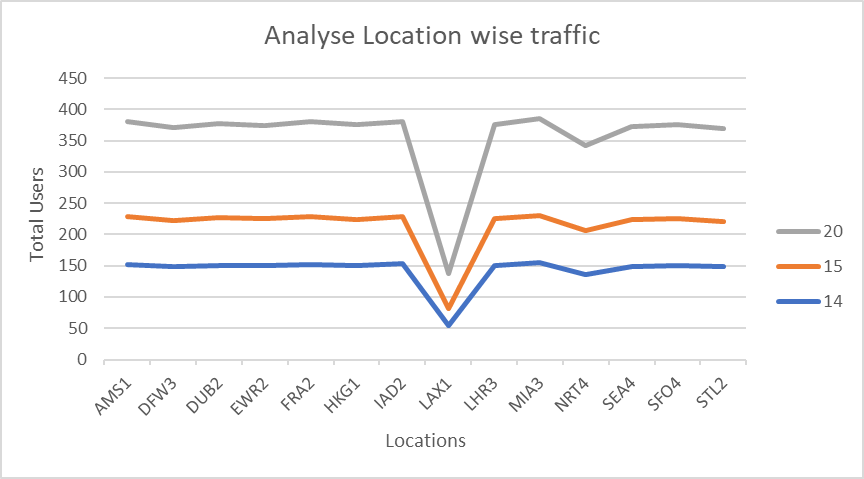 Analyse Location wise traffic
450
400
350
300
250
200
150
100
50
0
Total Users
AMS1
DFW3
DUB2
EWR2
FRA2
HKG1
IAD2
LAX1
LHR3
MIA3
NRT4
SEA4
SFO4
STL2
Locations
20
15
14